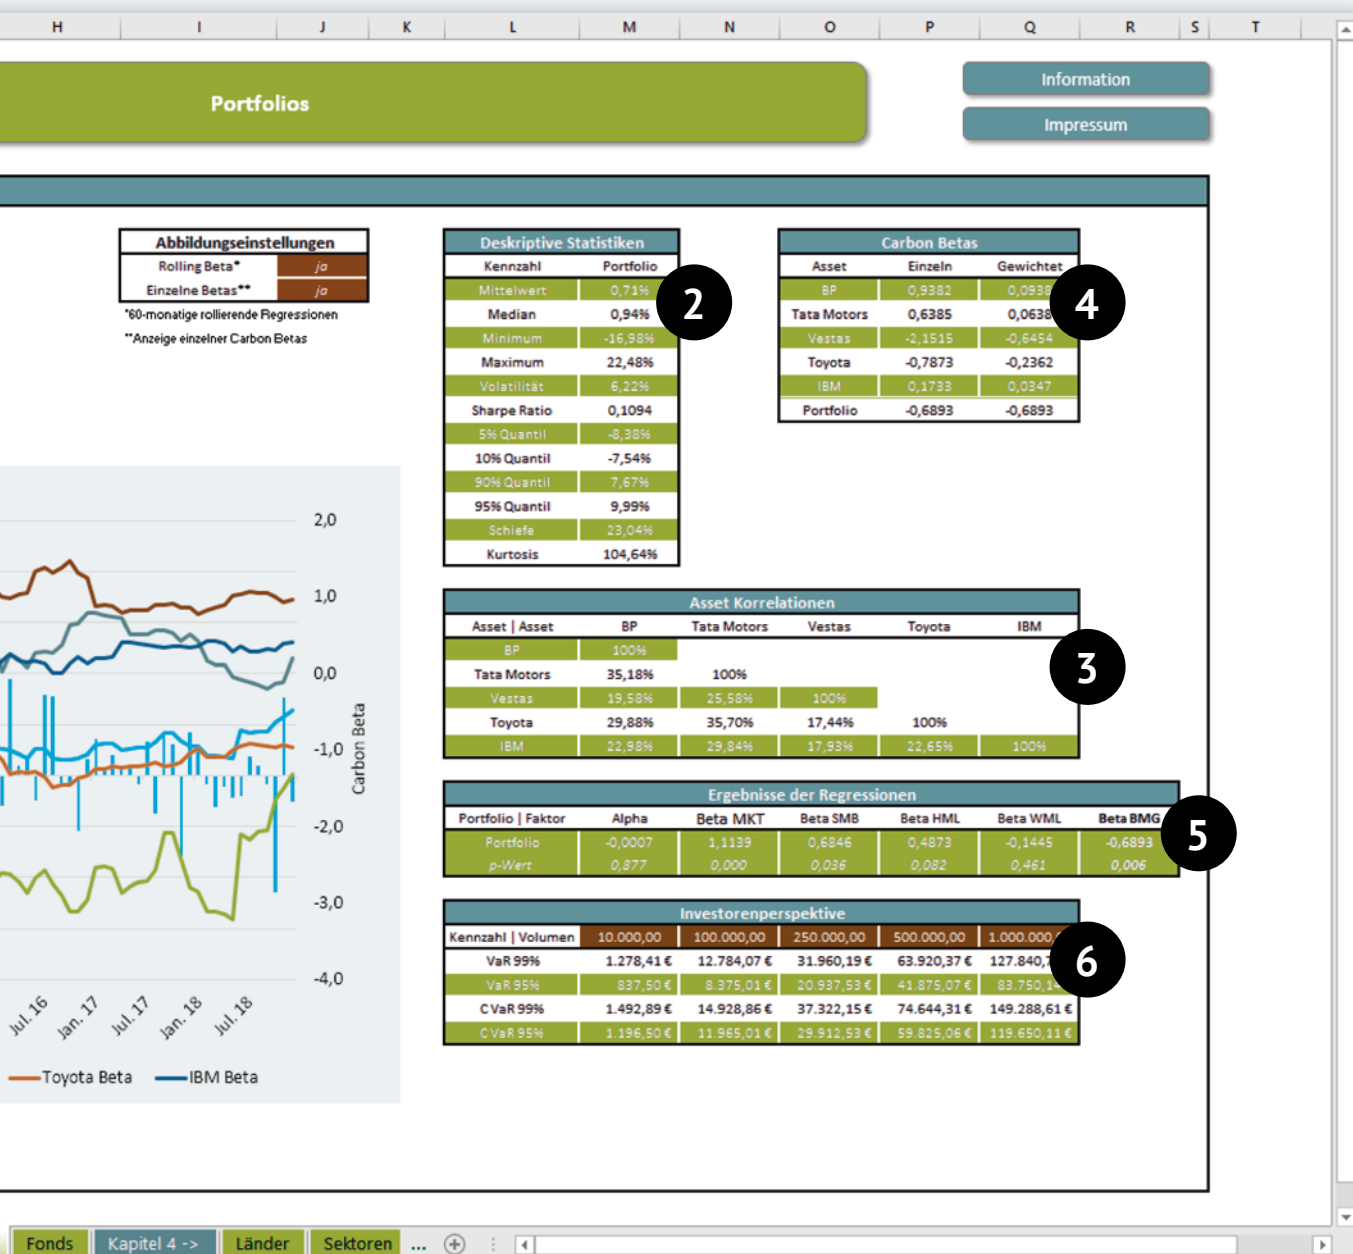 H I J K L M N O P Q R S T
Portfolios
Information
Impressum
Abbildungseinstellungen
Rolling Beta* ja
Einzelne Betas** ja
*60-monatige rollierende Regressionen
**Anzeige einzelner Carbon Betas
Deskriptive Statistiken
Kennzahl Portfolio
Mittelwert 0,71%
Median 0,94%
Minimum -16,98%
Maximum 22,48%
Volatilität 6,22%
Sharpe Ratio 0,1094
5% Quantil -8,38%
10% Quantil -7,54%
90% Quantil 7,67%
95% Quantil 9,99%
Schiefe 23,04%
Kurtosis 104,64%
2
Carbon Betas
Asset Einzeln Gewichtet
BP 0,9382 0,0938
Tata Motors 0,6385 0,0638
Vestas -2,1515 -0,6454
Toyota -0,7873 -0,2362
IBM 0,1733 0,0347
Portfolio -0,6893 -0,6893
4
2,0
1,0
0,0
-1,0
-2,0
-3,0
-4,0
Carbon Beta
Jul. 16 Jan. 17 Jul. 17 Jan. 18 Jul. 18
Toyota Beta IBM Beta
Asset Korrelationen
Asset | Asset BP Tata Motors Vestas Toyota IBM
BP 100%
Tata Motors 35,18% 100%
Vestas 19,58% 25,58% 100%
Toyota 29,88% 35,70% 17,44% 100%
IBM 22,98% 29,84% 17,93% 22,65% 100%
3
Ergebnisse der Regressionen
Portfolio | Faktor Alpha Beta MKT Beta SMB Beta HML Beta WML Beta BMG
Portfolio -0,0007 1,1139 0,6846 0,4873 -0,1445 -0,6893
p-Wert 0,877 0,000 0,036 0,082 0,461 0,006
5
Investorenperspektive
Kennzahl | Volumen 10.000,00 100.000,00 250.000,00 500.000,00 1.000.000,
VaR 99% 1.278,41 € 12.784,07 € 31.960,19 € 63.920,37 € 127.840,7
VaR 95% 837,50 € 8.375,01 € 20.937,53 € 41.875,07 € 83.750,14
CVaR 99% 1.492,89 € 14.928,86 € 37.322,15 € 74.644,31 € 149.288,61 €
CVaR 95% 1.196,50 € 11.965,01 € 29.912,53 € 59.825,06 € 119.650,11 €
6
Fonds Kapitel 4 -> Länder Sektoren ...